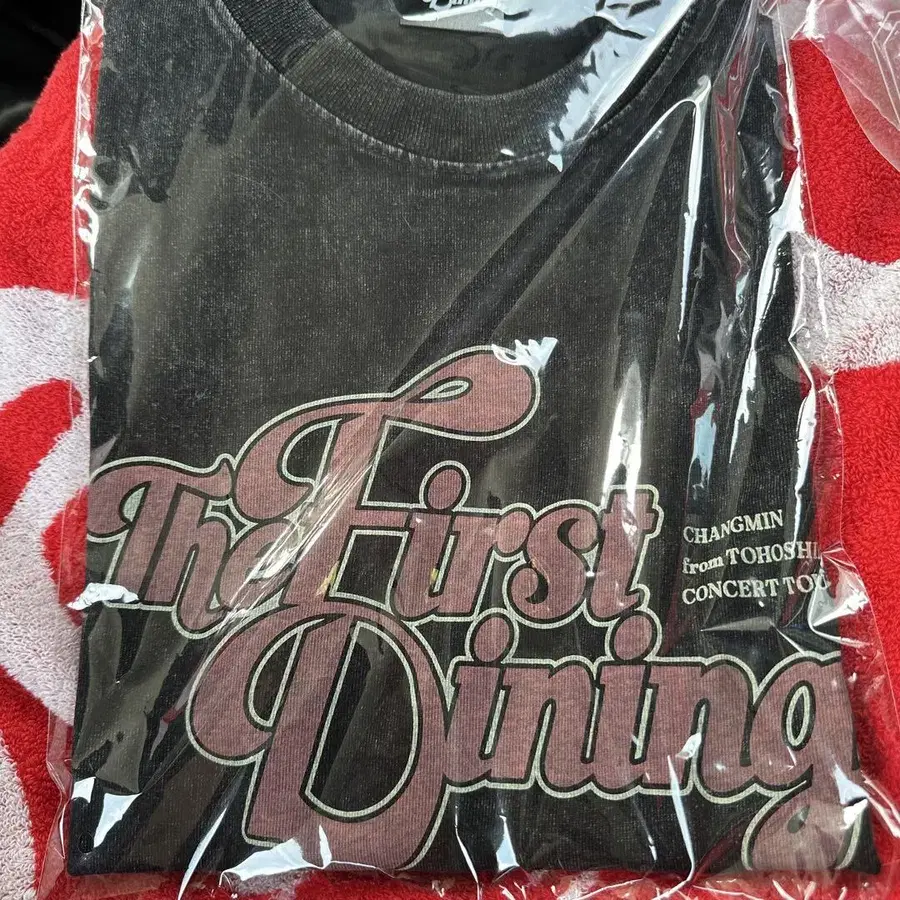 The First
Dining
CHANGMIN
from TOHOSHI
CONCERT TOU